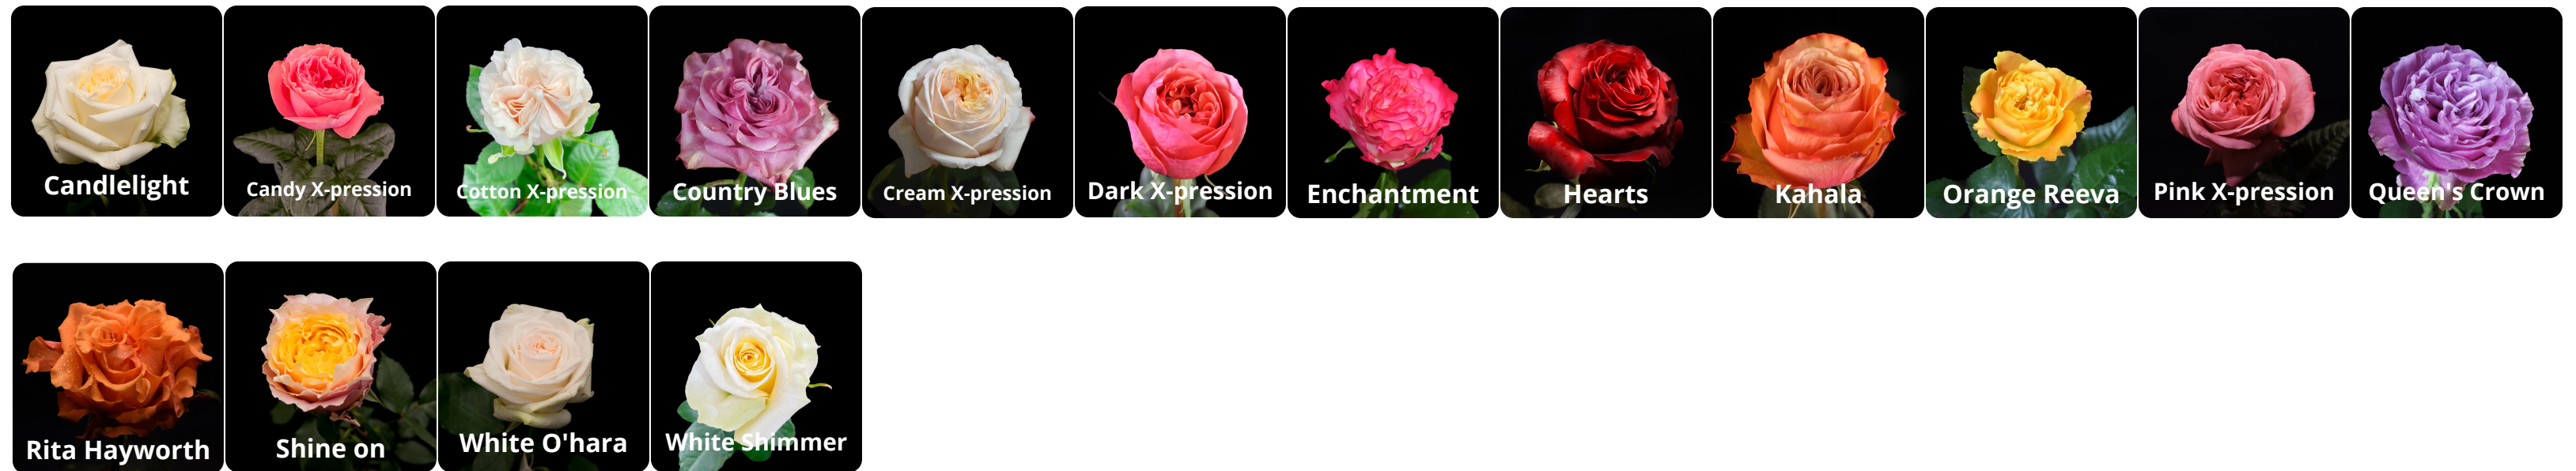 Candlelight
Candy X-pression
Cotton X-pression
Country Blues
Cream X-pression
Dark X-pression
Enchantment
Hearts
Kahala
Orange Reeva
Pink X-pression
Queen's Crown
Rita Hayworth
Shine on
White O'hara
White Shimmer